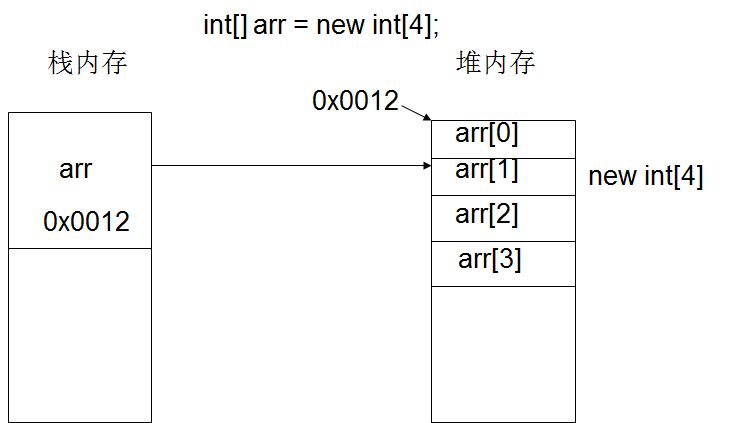 int[] arr = new int[4];
栈内存
堆内存
0x0012
arr[0]
arr
arr[1]
new int[4]
0x0012
arr[2]
arr[3]